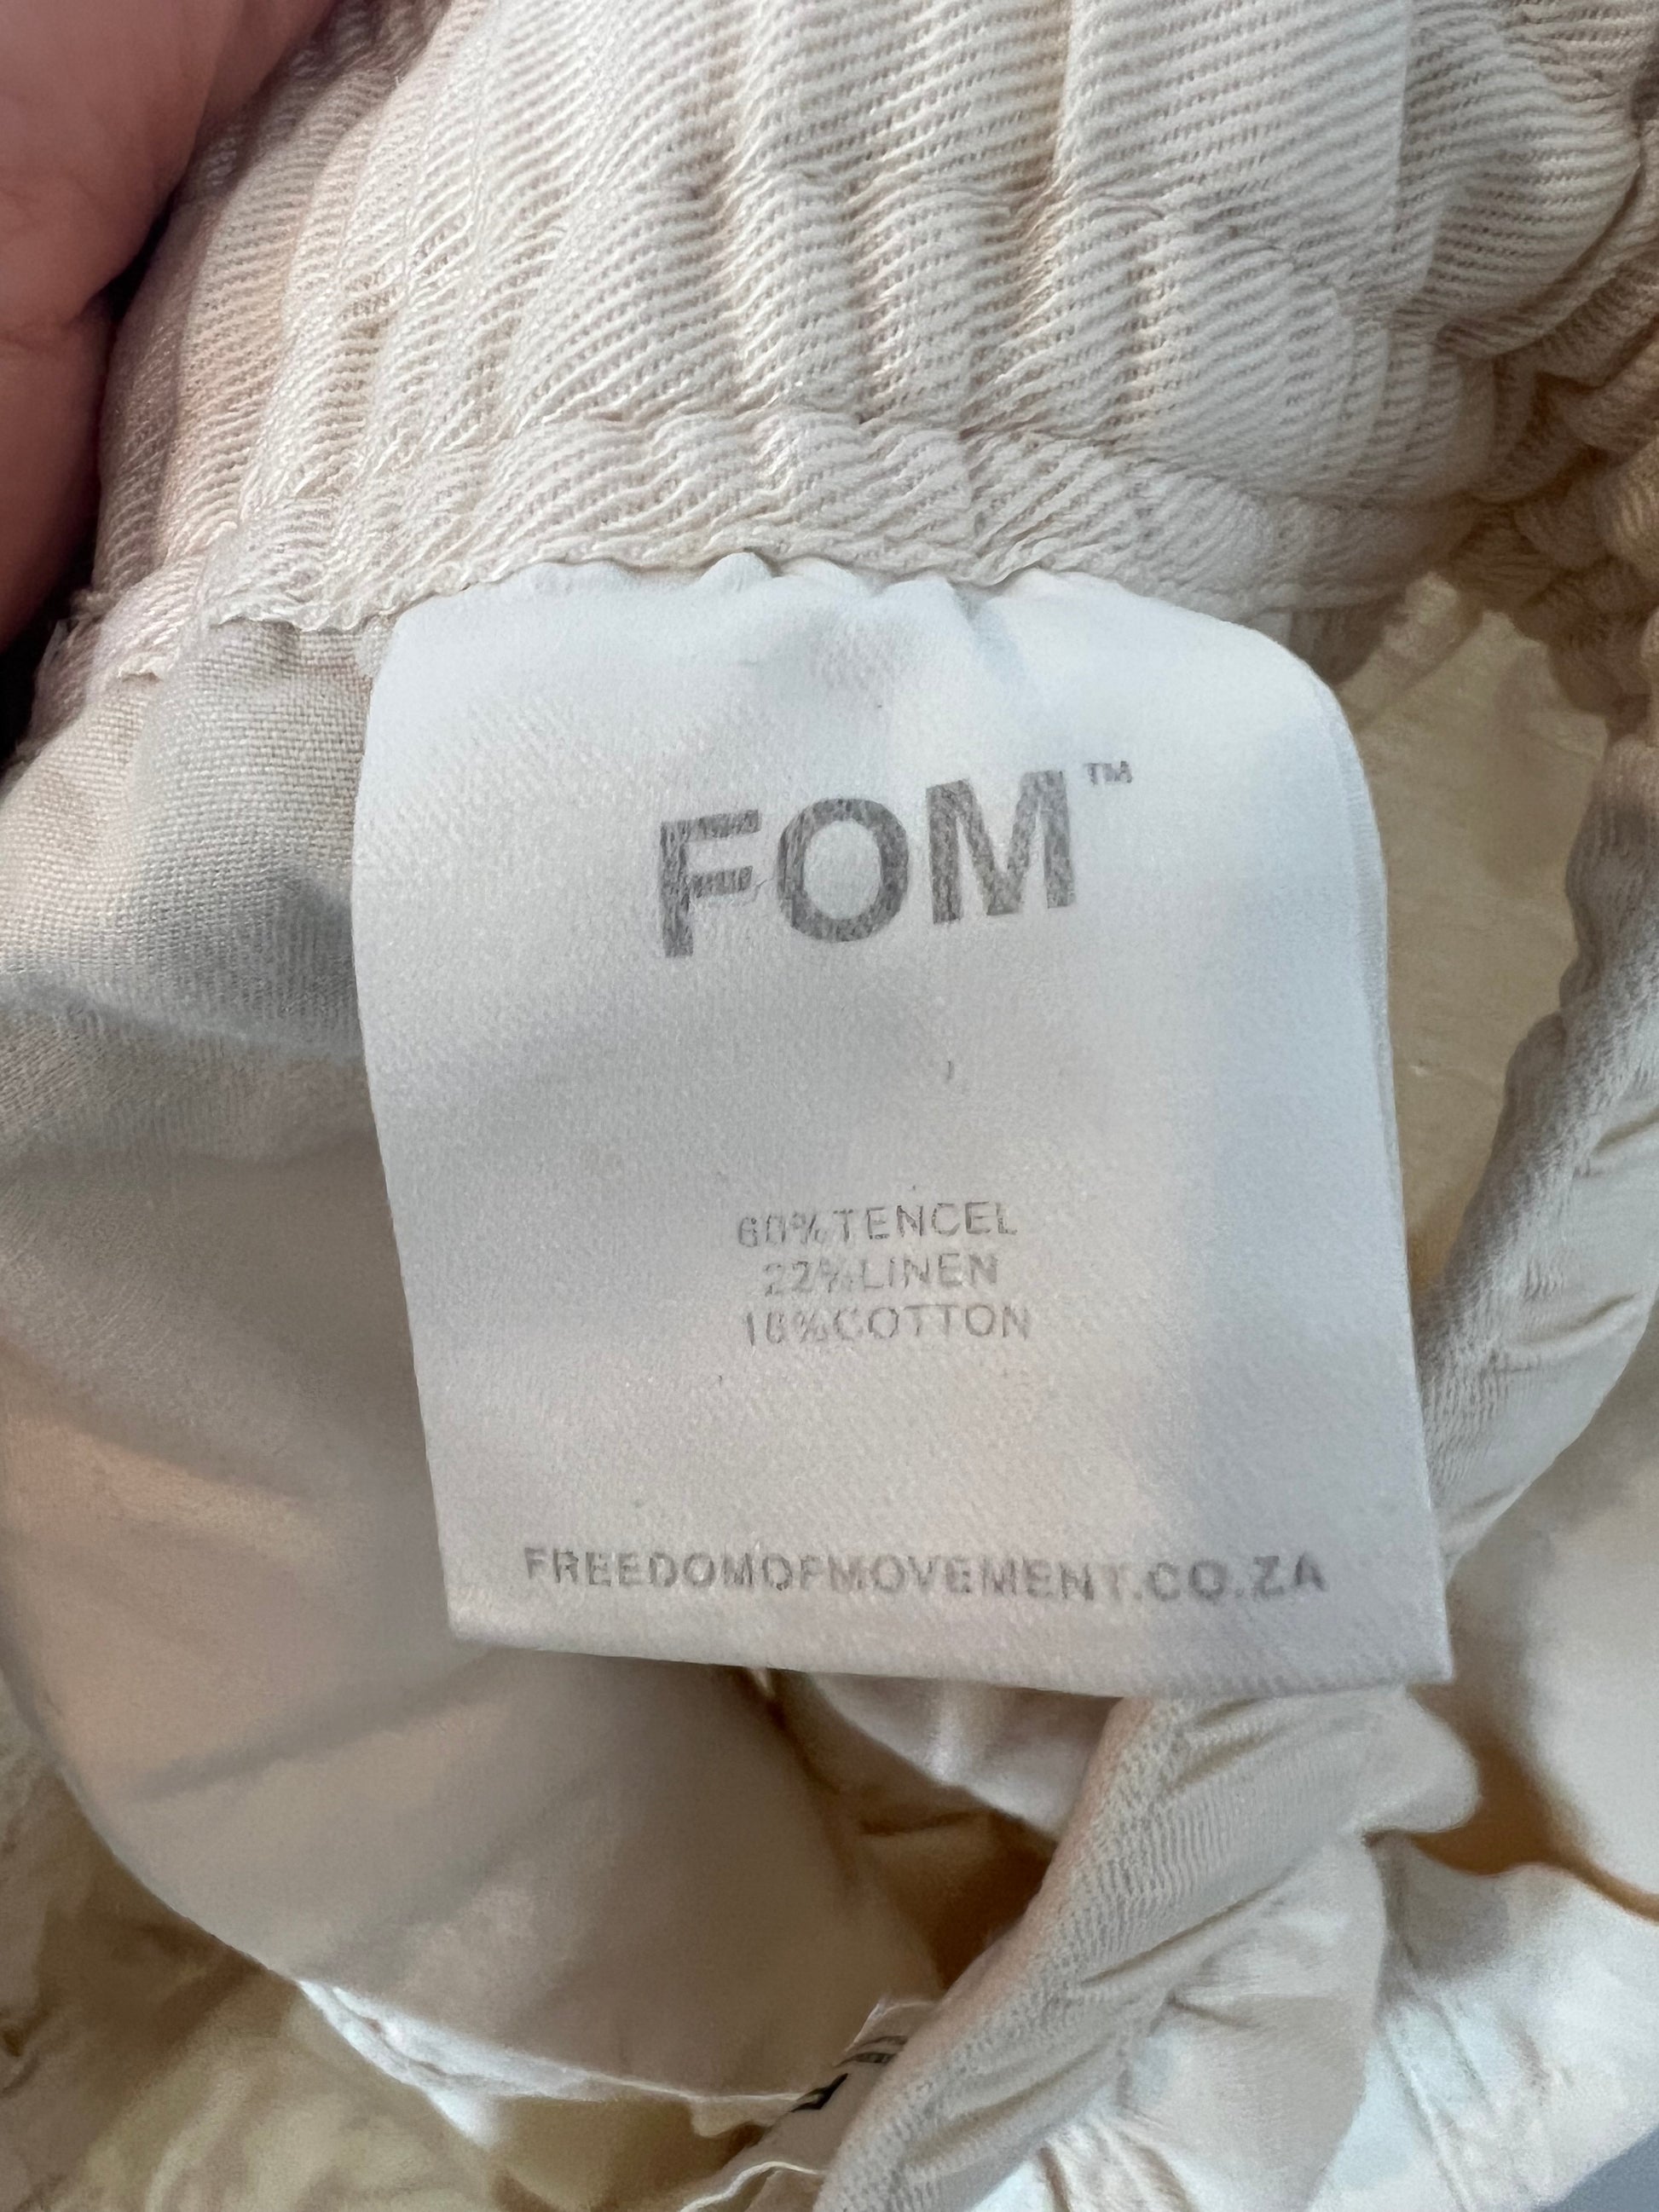 FOM™
60%TENCEL
22%LINEN
18%COTTON
FREEDOMOFMOVEMENT.CO.ZA